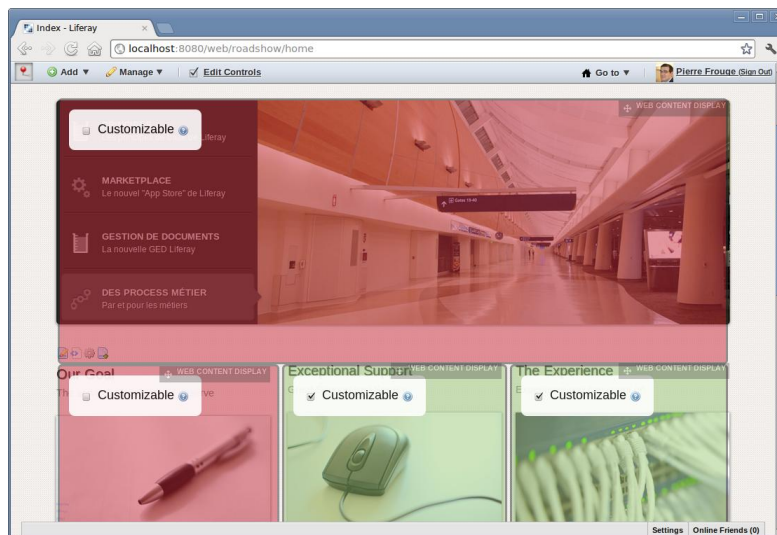 Index - Liferay
localhost:8080/web/roadshow/home
Add
Manage
Edit Controls
Go to
Pierre Frouge (Sign Out)
WEB CONTENT DISPLAY
Customizable
Liferay
MARKETPLACE
Le nouvel "App Store" de Liferay
GESTION DE DOCUMENTS
La nouvelle GED Liferay
DES PROCESS MÉTIER
Par et pour les métiers
Our Goal
WEB CONTENT DISPLAY
Exceptional Support
WEB CONTENT DISPLAY
The Experience
WEB CONTENT DISPLAY
Customizable
Customizable
Customizable
Settings
Online Friends (0)